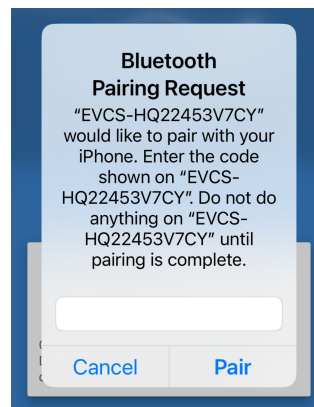 Bluetooth
Pairing Request
“EVCS-HQ22453V7CY”
would like to pair with your
iPhone. Enter the code
shown on “EVCS-
HQ22453V7CY”. Do not do
anything on “EVCS-
HQ22453V7CY” until
pairing is complete.
Cancel Pair